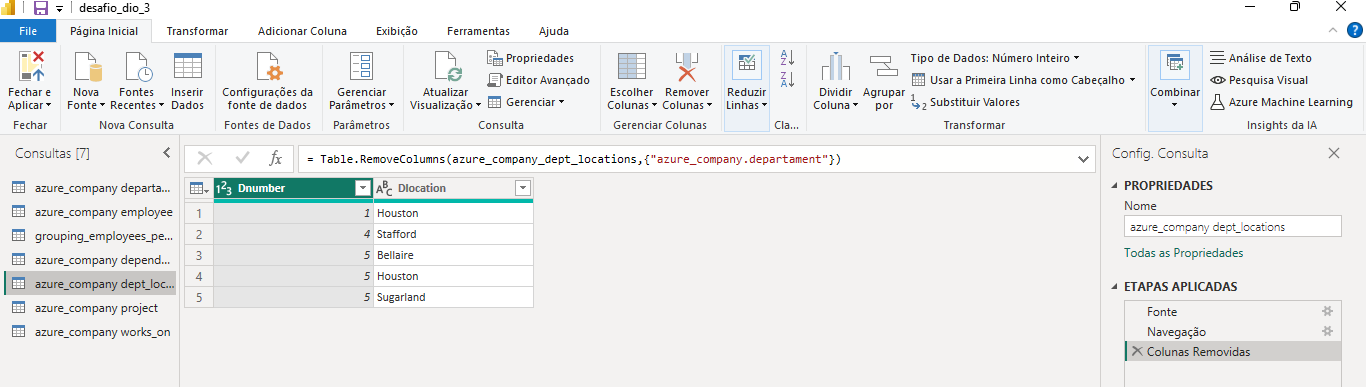 desafio_dio_3
File
Página Inicial
Transformar
Adicionar Coluna
Exibição
Ferramentas
Ajuda
Fechar e
Aplicar
Fechar
Nova
Fonte
Fontes
Recentes
Inserir
Dados
Nova Consulta
Configurações da
fonte de dados
Fontes de Dados
Gerenciar
Parâmetros
Parâmetros
Atualizar
Visualização
Propriedades
Editor Avançado
Gerenciar
Consulta
Escolher
Colunas
Remover
Colunas
Gerenciar Colunas
Reduzir
Linhas
A
Z
Z
A
Cla...
Dividir
Coluna
Agrupar
por
Tipo de Dados: Número Inteiro
Usar a Primeira Linha como Cabeçalho
1
2
Substituir Valores
Transformar
Combinar
Análise de Texto
Pesquisa Visual
Azure Machine Learning
Insights da IA
Consultas [7]
azure_company departa...
azure_company employee
grouping_employees_pe...
azure_company depend...
azure_company dept_loc...
azure_company project
azure_company works_on
fx
= Table.RemoveColumns(azure_company_dept_locations,{"azure_company.departament"})
123 Dnumber
ABC Dlocation
1 1 Houston
2 4 Stafford
3 5 Bellaire
4 5 Houston
5 5 Sugarland
Config. Consulta
PROPRIEDADES
Nome
azure_company dept_locations
Todas as Propriedades
ETAPAS APLICADAS
Fonte
Navegação
Colunas Removidas